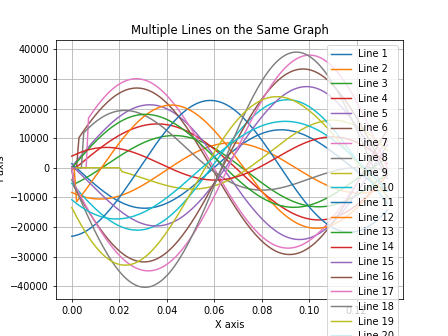 Multiple Lines on the Same Graph
40000
30000
20000
10000
0
−10000
−20000
−30000
−40000
0.00
0.02
0.04
0.06
0.08
0.10
X axis
Line 1
Line 2
Line 3
Line 4
Line 5
Line 6
Line 7
Line 8
Line 9
Line 10
Line 11
Line 12
Line 13
Line 14
Line 15
Line 16
Line 17
Line 18
Line 19
Line 20